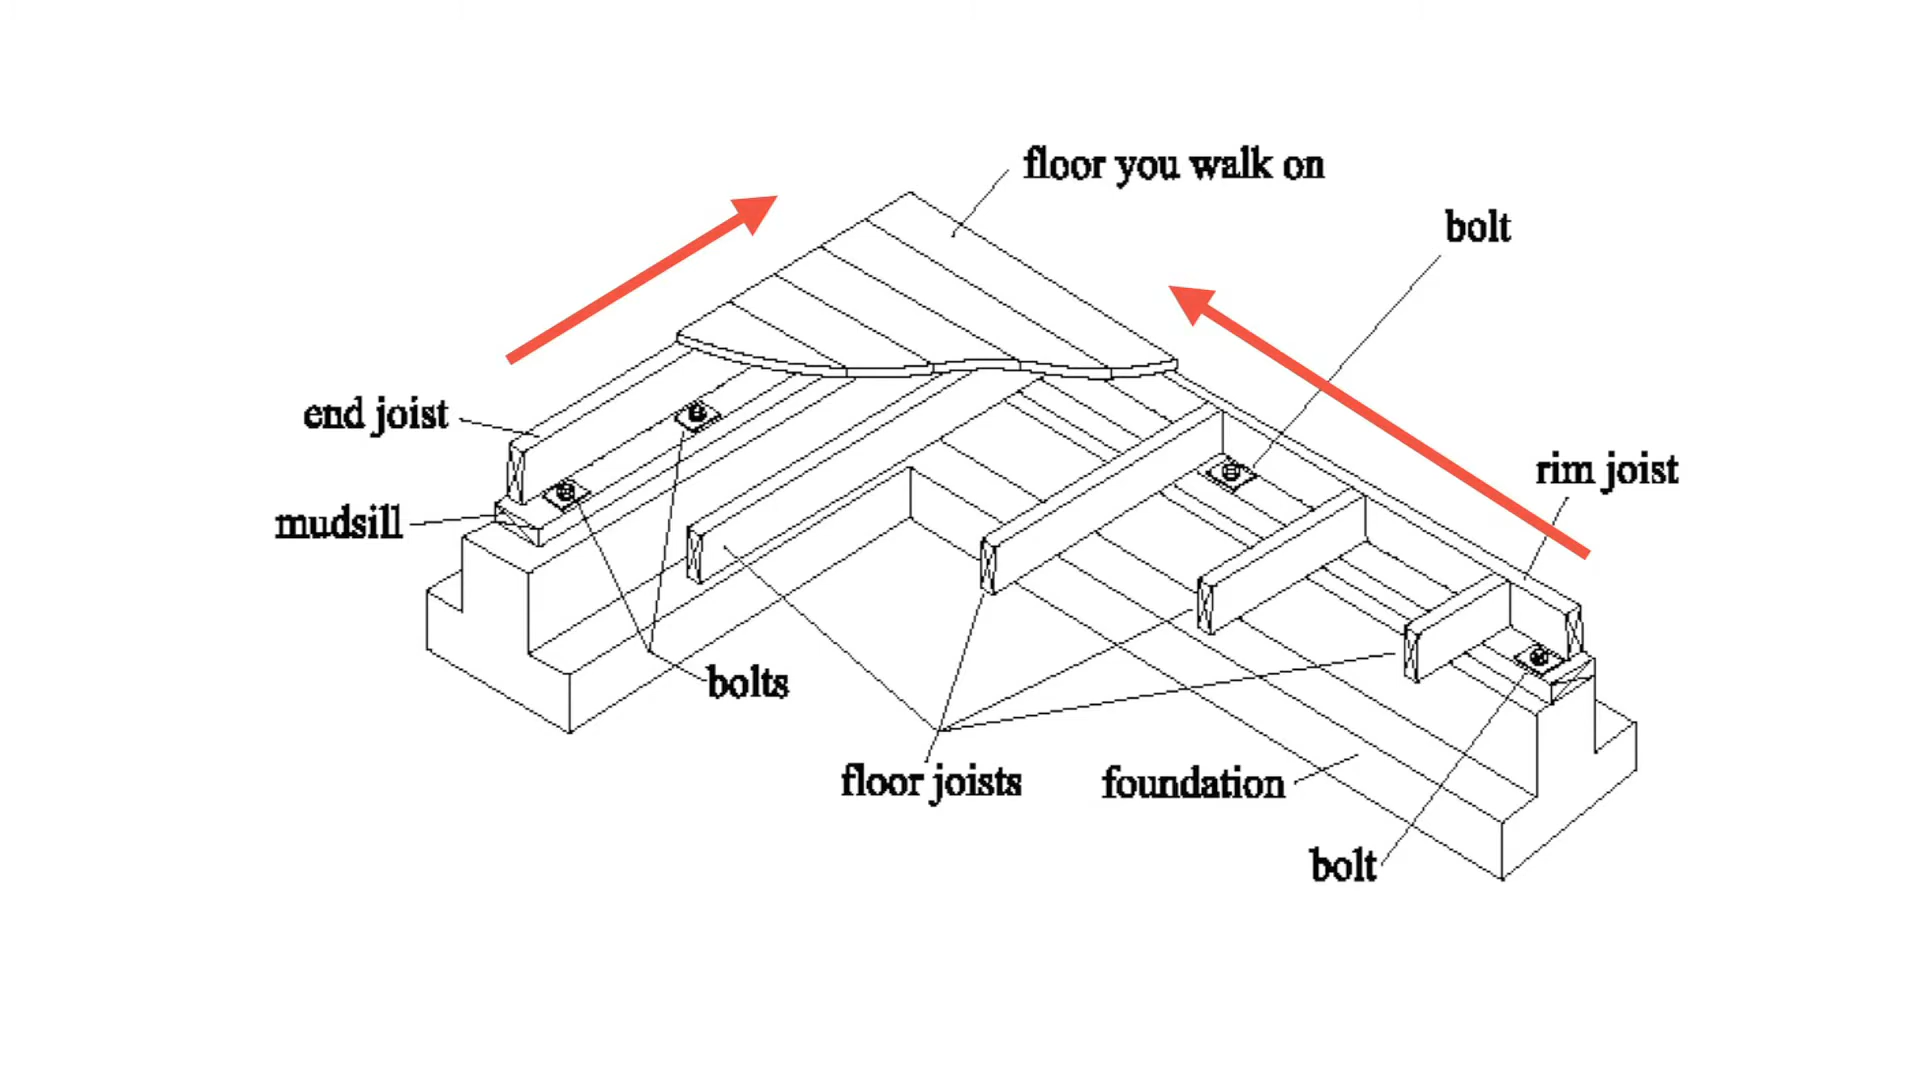 floor you walk on
bolt
end joist
rim joist
mudsill
bolts
floor joists
foundation
bolt